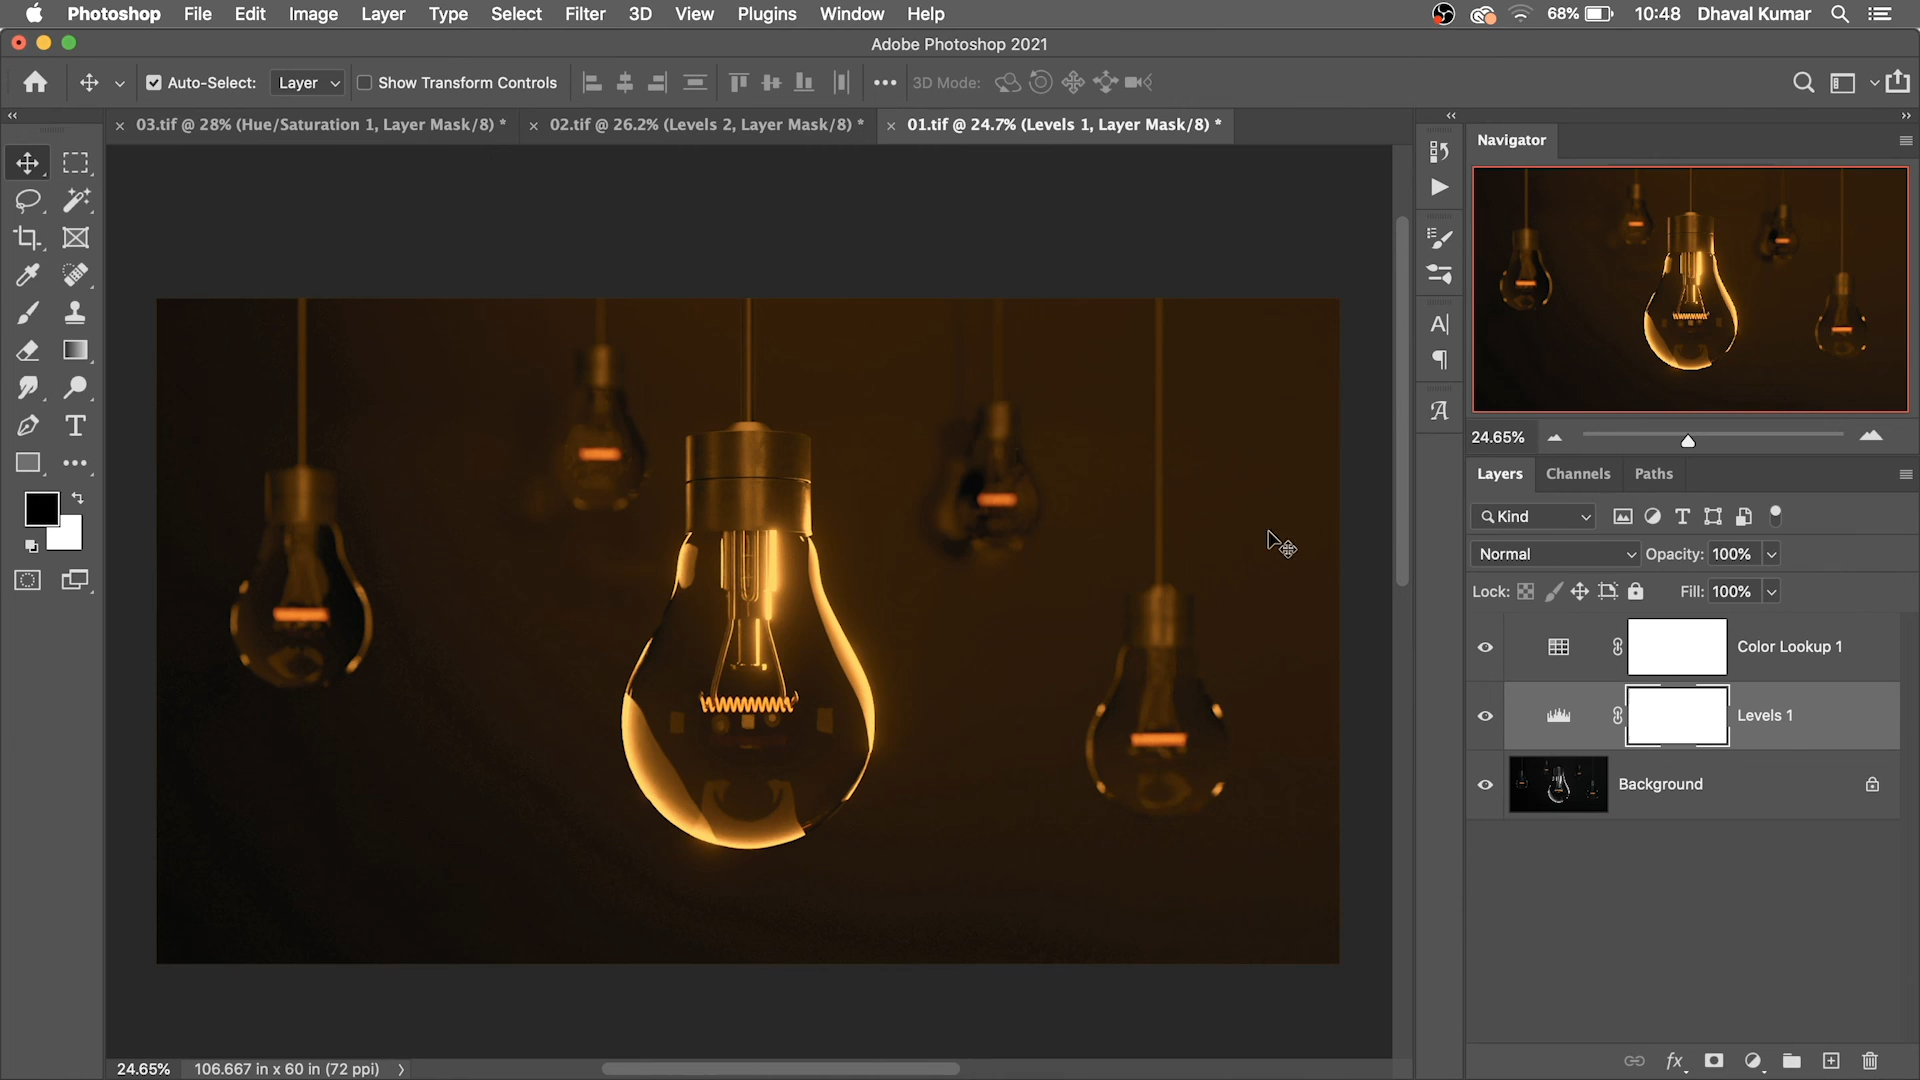 Photoshop File Edit Image Layer Type Select Filter 3D View Plugins Window Help 68% 10:48 Dhaval Kumar
Adobe Photoshop 2021
Auto-Select: Layer Show Transform Controls 3D Mode:
03.tif @ 28% (Hue/Saturation 1, Layer Mask/8) * 02.tif @ 26.2% (Levels 2, Layer Mask/8) * 01.tif @ 24.7% (Levels 1, Layer Mask/8) *
Navigator
24.65%
Layers Channels Paths
Kind
Normal Opacity: 100%
Lock: Fill: 100%
Color Lookup 1
Levels 1
Background
24.65% 106.667 in x 60 in (72 ppi)
fx